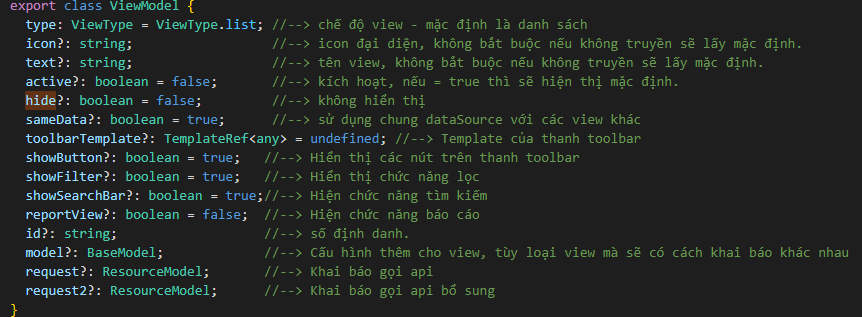 export class ViewModel {
type: ViewType = ViewType.list; //--> chế độ view - mặc định là danh sách
icon?: string; //--> icon đại diện, không bắt buộc nếu không truyền sẽ lấy mặc định.
text?: string; //--> tên view, không bắt buộc nếu không truyền sẽ lấy mặc định.
active?: boolean = false; //--> kích hoạt, nếu = true thì sẽ hiện thị mặc định.
hide?: boolean = false; //--> không hiển thị
sameData?: boolean = true; //--> sử dụng chung dataSource với các view khác
toolbarTemplate?: TemplateRef<any> = undefined; //--> Template của thanh toolbar
showButton?: boolean = true; //--> Hiển thị các nút trên thanh toolbar
showFilter?: boolean = true; //--> Hiển thị chức năng lọc
showSearchBar?: boolean = true;//--> Hiện chức năng tìm kiếm
reportView?: boolean = false; //--> Hiện chức năng báo cáo
id?: string; //--> số định danh.
model?: BaseModel; //--> Cấu hình thêm cho view, tùy loại view mà sẽ có cách khai báo khác nhau
request?: ResourceModel; //--> Khai báo gọi api
request2?: ResourceModel; //--> Khai báo gọi api bổ sung
}